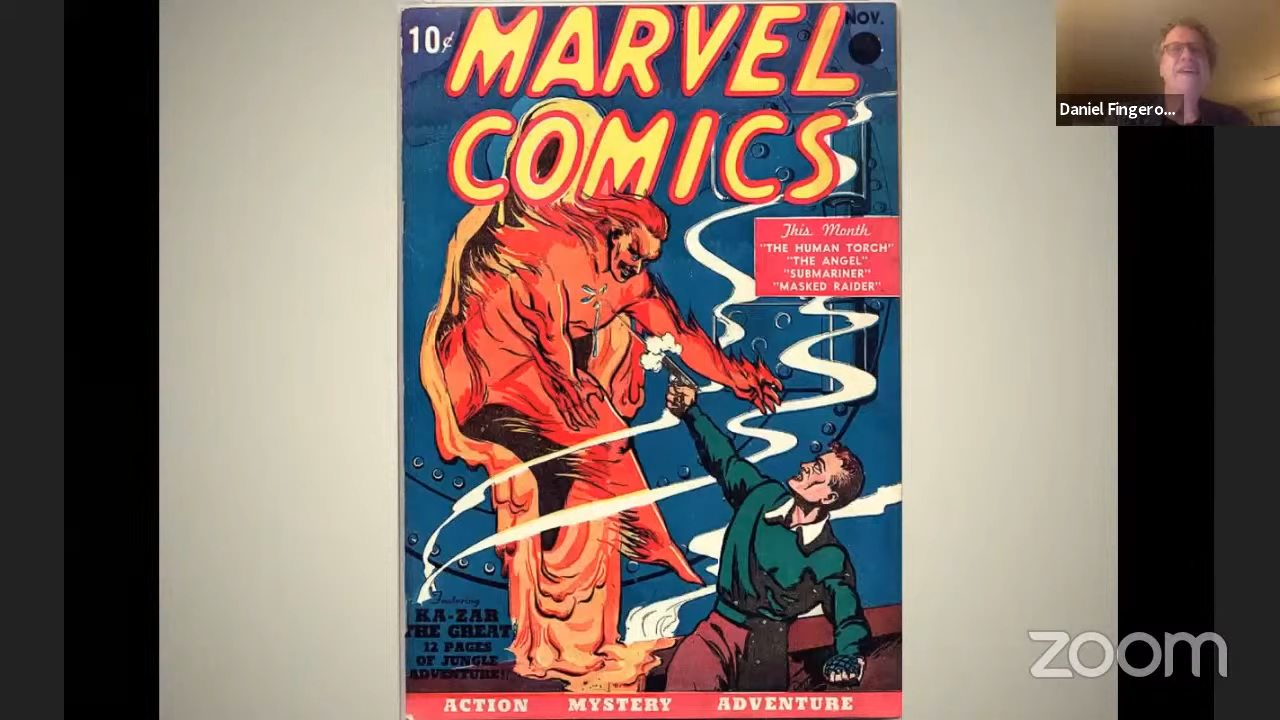 10¢
NOV.
MARVEL
COMICS
This Month
"THE HUMAN TORCH"
"THE ANGEL"
"SUBMARINER"
"MASKED RAIDER"
Featuring
KA-ZAR
THE GREAT
12 PAGES
OF JUNGLE
ADVENTURE!
ACTION MYSTERY ADVENTURE
Daniel Fingero...
zoom